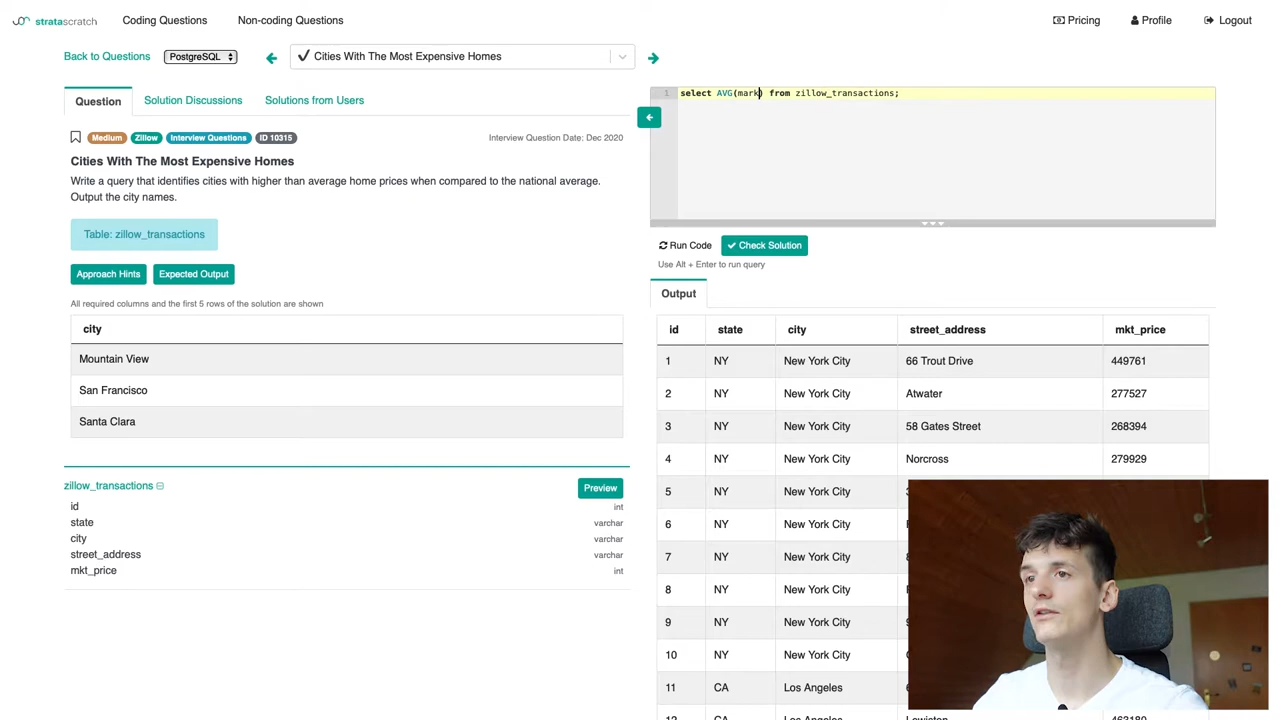 stratascratch
Coding Questions
Non-coding Questions
Pricing
Profile
Logout
Back to Questions
PostgreSQL
Cities With The Most Expensive Homes
Question
Solution Discussions
Solutions from Users
1 select AVG(mark) from zillow_transactions;
Medium Zillow Interview Questions ID 10315
Interview Question Date: Dec 2020
Cities With The Most Expensive Homes
Write a query that identifies cities with higher than average home prices when compared to the national average.
Output the city names.
Table: zillow_transactions
Approach Hints
Expected Output
All required columns and the first 5 rows of the solution are shown
city
Mountain View
San Francisco
Santa Clara
zillow_transactions
Preview
id int
state varchar
city varchar
street_address varchar
mkt_price int
Run Code
Check Solution
Use Alt + Enter to run query
Output
id state city street_address mkt_price
1 NY New York City 66 Trout Drive 449761
2 NY New York City Atwater 277527
3 NY New York City 58 Gates Street 268394
4 NY New York City Norcross 279929
5 NY New York City
6 NY New York City
7 NY New York City
8 NY New York City
9 NY New York City
10 NY New York City
11 CA Los Angeles